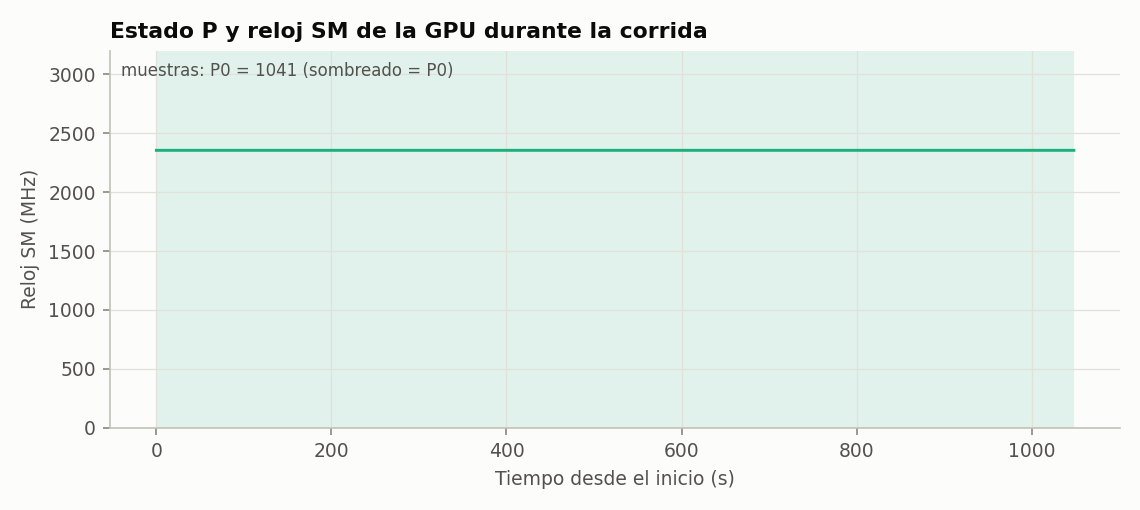 Estado P y reloj SM de la GPU durante la corrida
muestras: P0 = 1041 (sombreado = P0)
3000
2500
2000
1500
1000
500
0
Reloj SM (MHz)
0 200 400 600 800 1000
Tiempo desde el inicio (s)